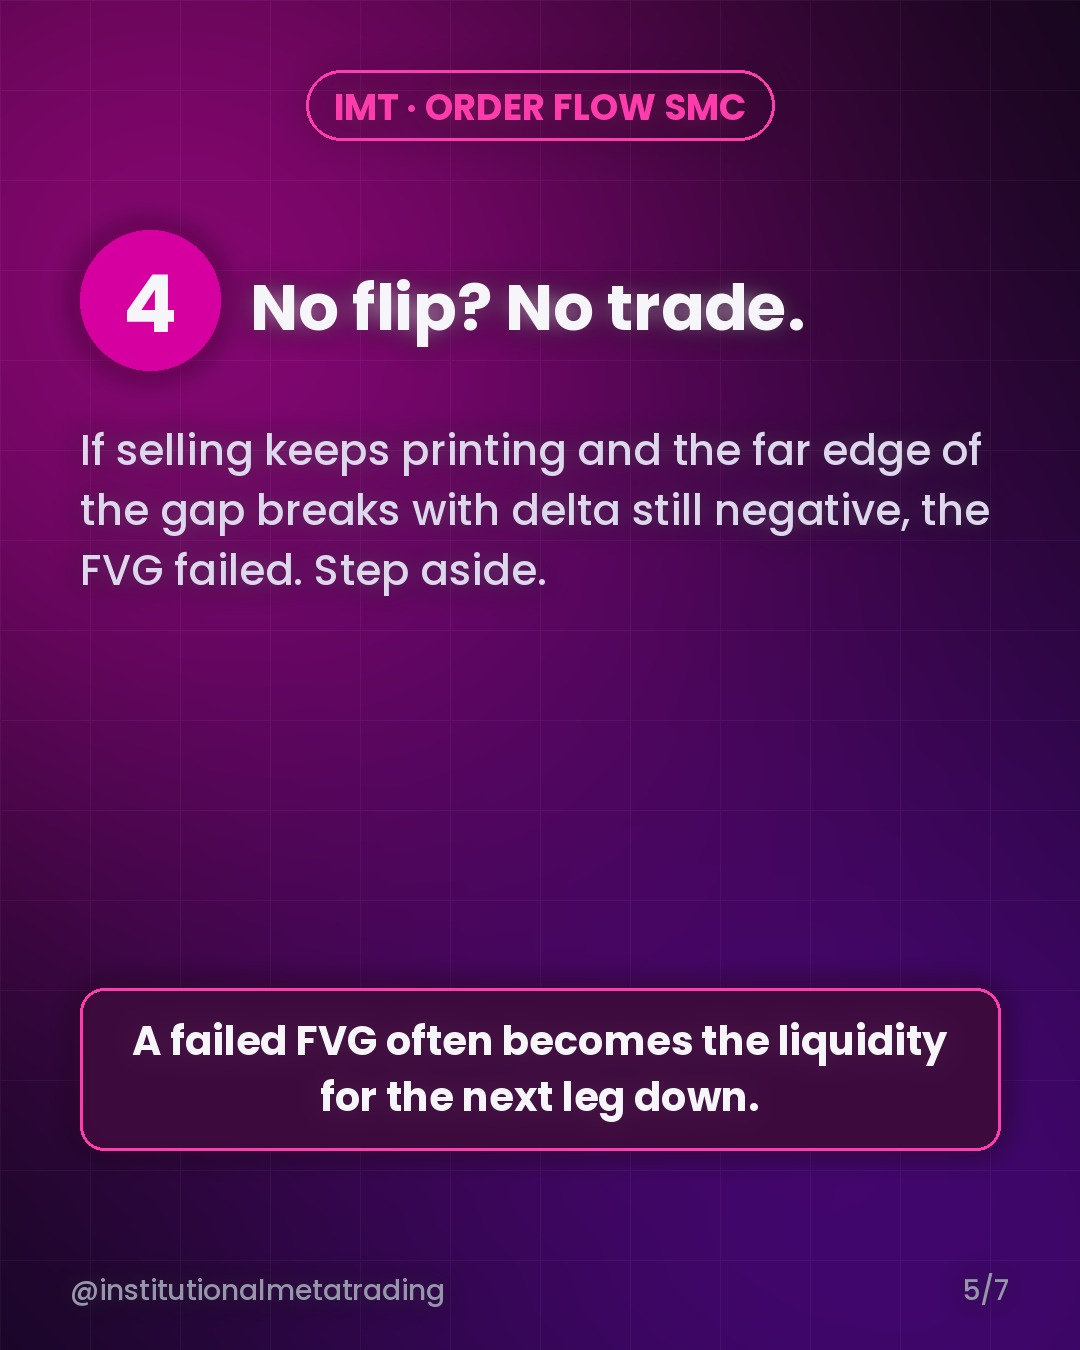 IMT · ORDER FLOW SMC
4
No flip? No trade.
If selling keeps printing and the far edge of
the gap breaks with delta still negative, the
FVG failed. Step aside.
A failed FVG often becomes the liquidity
for the next leg down.
@institutionalmetatrading
5/7